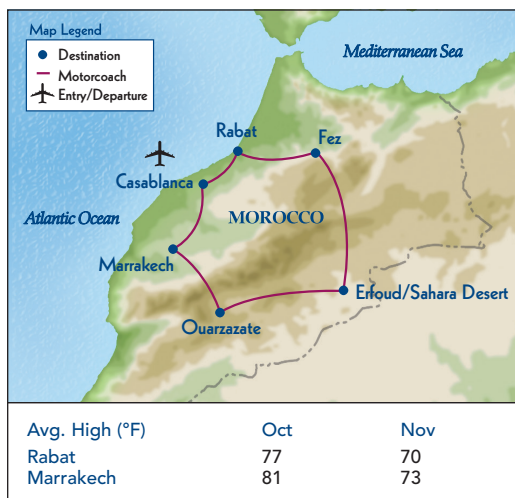 Map Legend
Destination
Motorcoach
Entry/Departure
Mediterranean Sea
Rabat
Fez
Casablanca
Atlantic Ocean
MOROCCO
Marrakech
Erfoud/Sahara Desert
Ouarzazate
Avg. High (°F) Oct Nov
Rabat 77 70
Marrakech 81 73